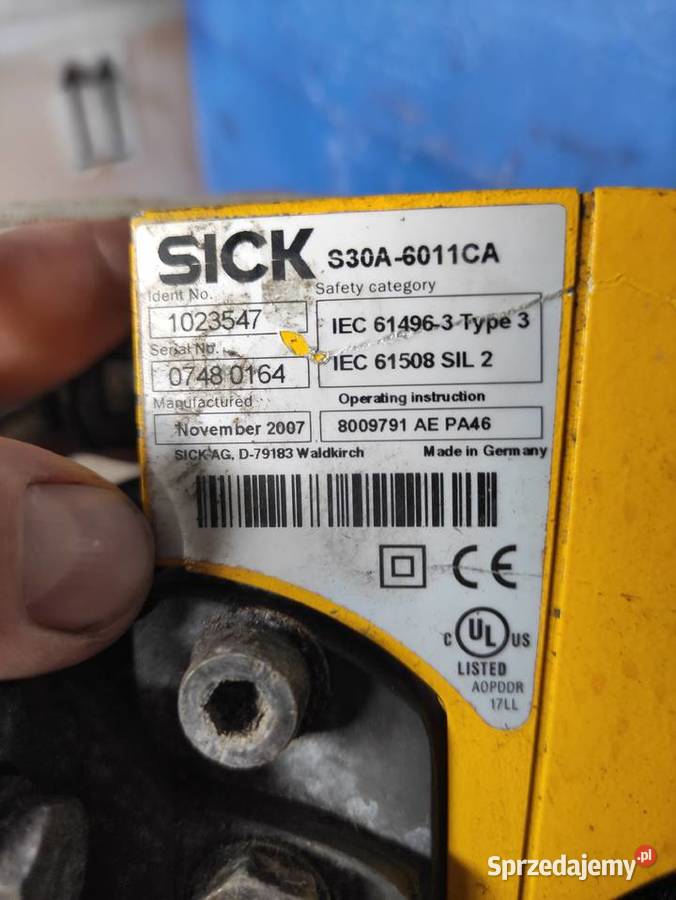 SICK S30A-6011CA
Ident No. Safety category
1023547 IEC 61496-3 Type 3
Serial No.
0748 0164 IEC 61508 SIL 2
Manufactured Operating instruction
November 2007 8009791 AE PA46
SICK AG, D-79183 Waldkirch Made in Germany
CE
C UL US
LISTED
AOPDDR
17LL
Sprzedajemy.pl